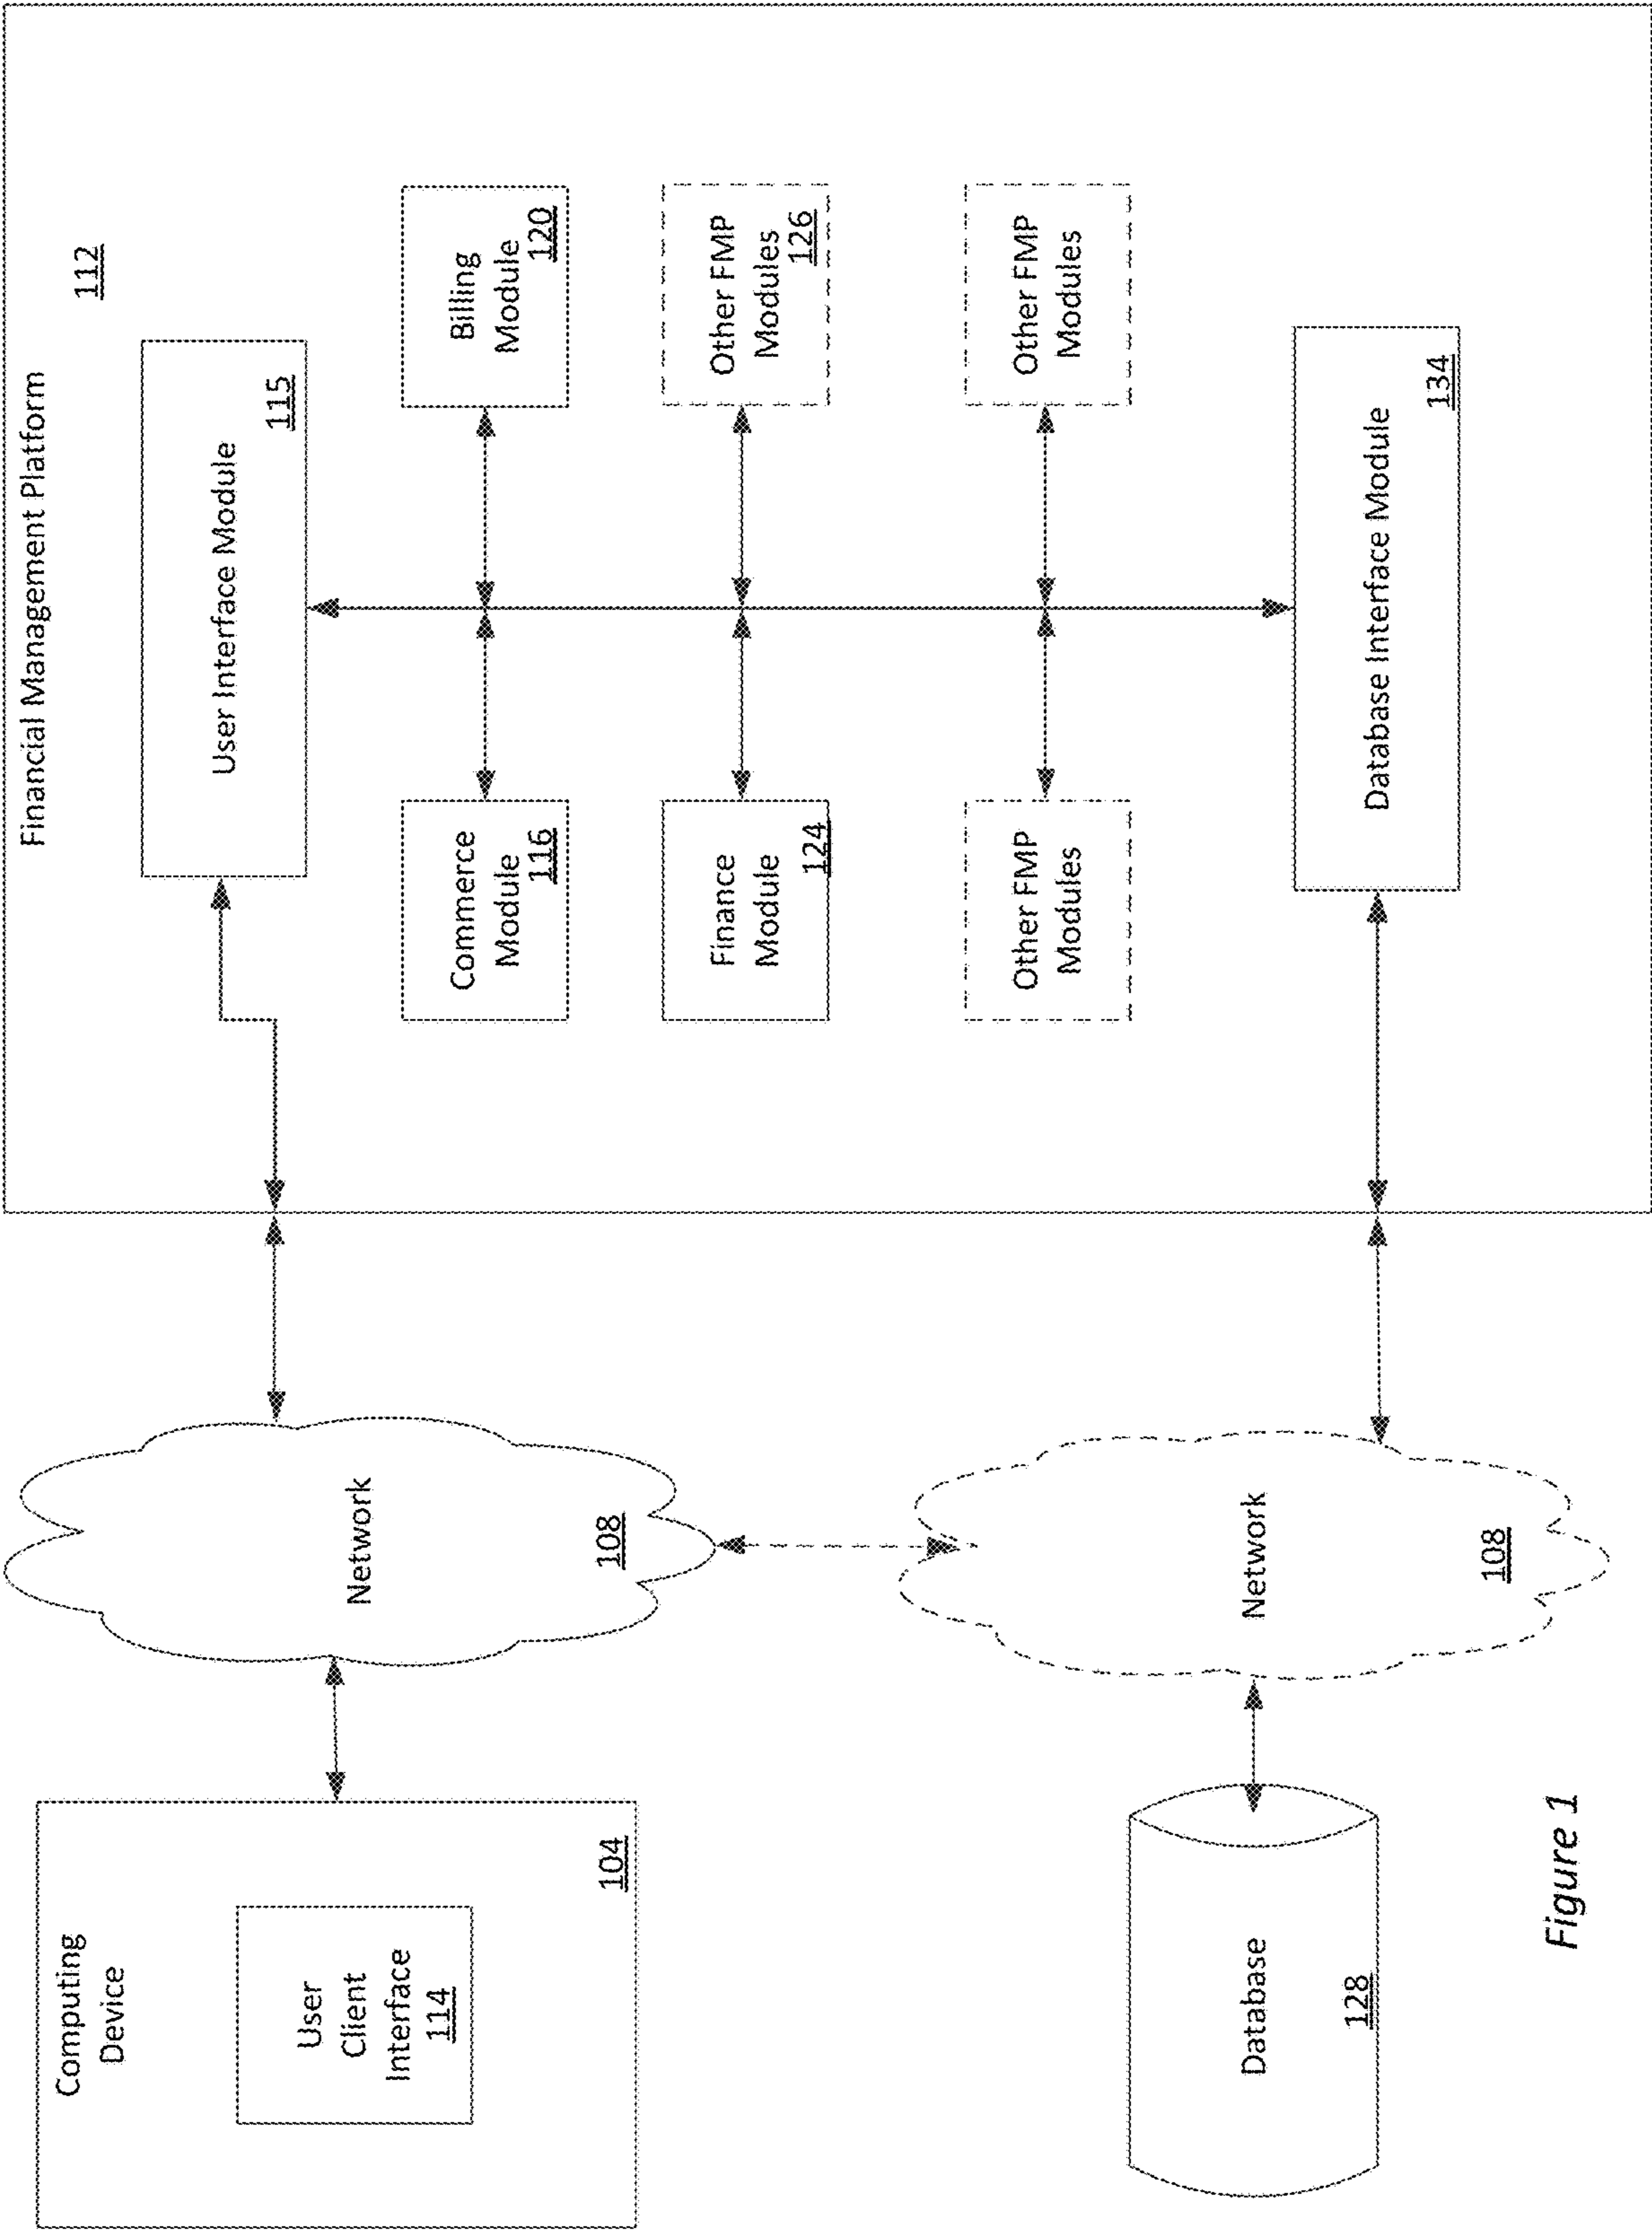 Computing
Device
User
Client
Interface
114
104
Network
108
Financial Management Platform
112
User Interface Module
115
Commerce
Module
116
Billing
Module
120
Finance
Module
124
Other FMP
Modules
126
Other FMP
Modules
Other FMP
Modules
Database Interface Module
134
Database
128
Network
108
Figure 1